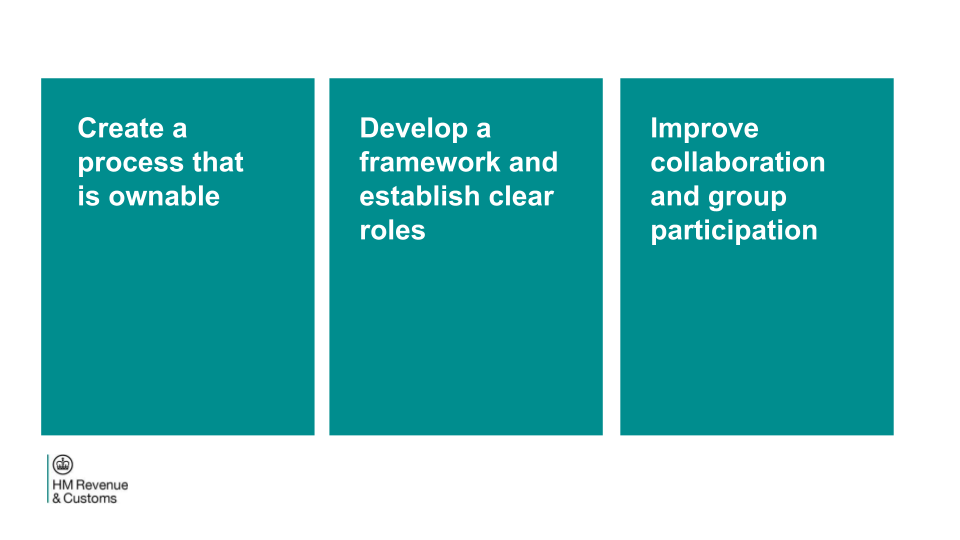 Create a
process that
is ownable
Develop a
framework and
establish clear
roles
Improve
collaboration
and group
participation
HM Revenue
& Customs